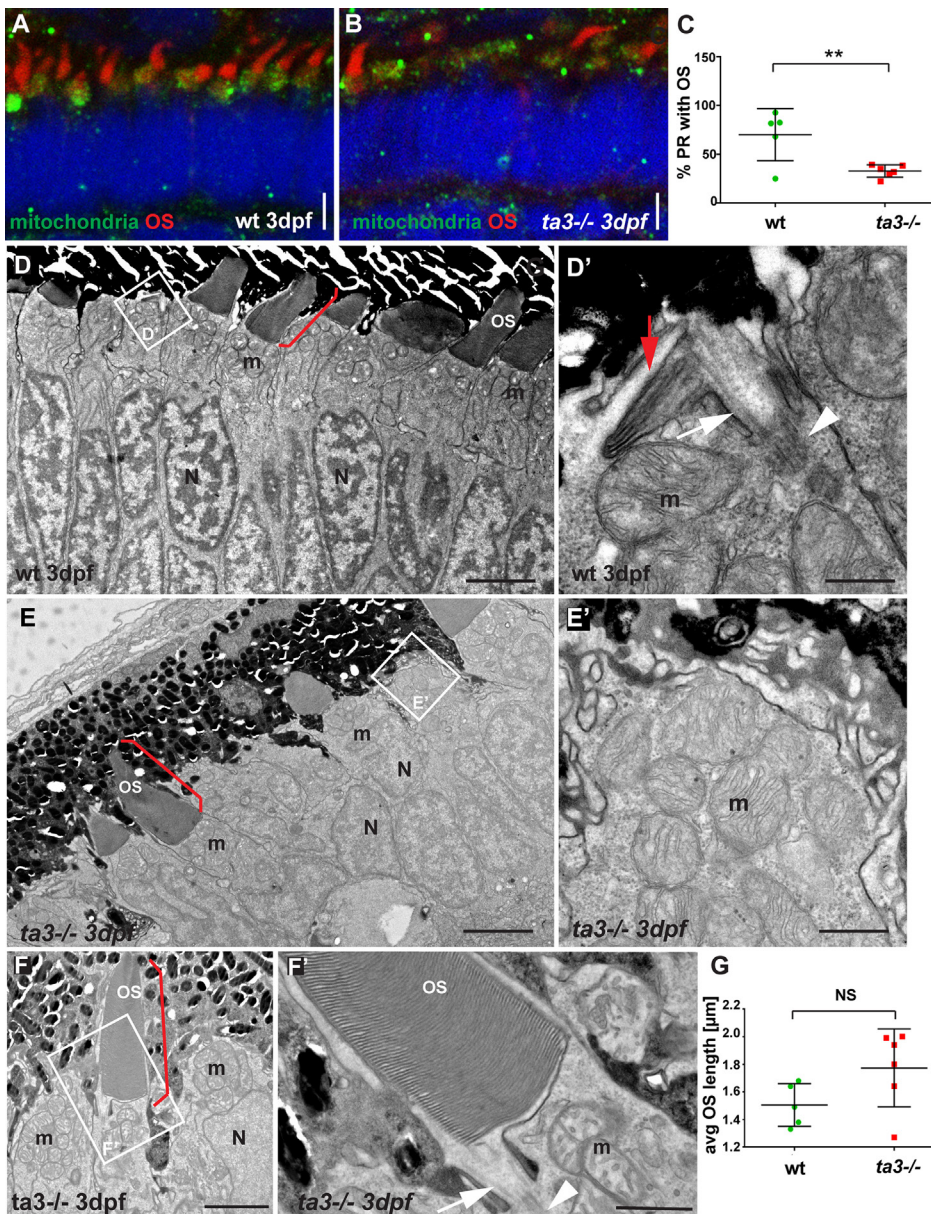 A
mitochondria OS
wt 3dpf
B
mitochondria OS
ta3-/- 3dpf
C
**
% PR with OS
150
100
50
0
wt
ta3-/-
D
D'
OS
m
m
N
N
wt 3dpf
D'
m
wt 3dpf
E
E'
m
N
OS
N
m
ta3-/- 3dpf
E'
m
ta3-/- 3dpf
F
OS
m
m
F'
N
ta3-/- 3dpf
F'
OS
m
ta3-/- 3dpf
G
NS
avg OS length [µm]
2.2
2.0
1.8
1.6
1.4
1.2
wt
ta3-/-